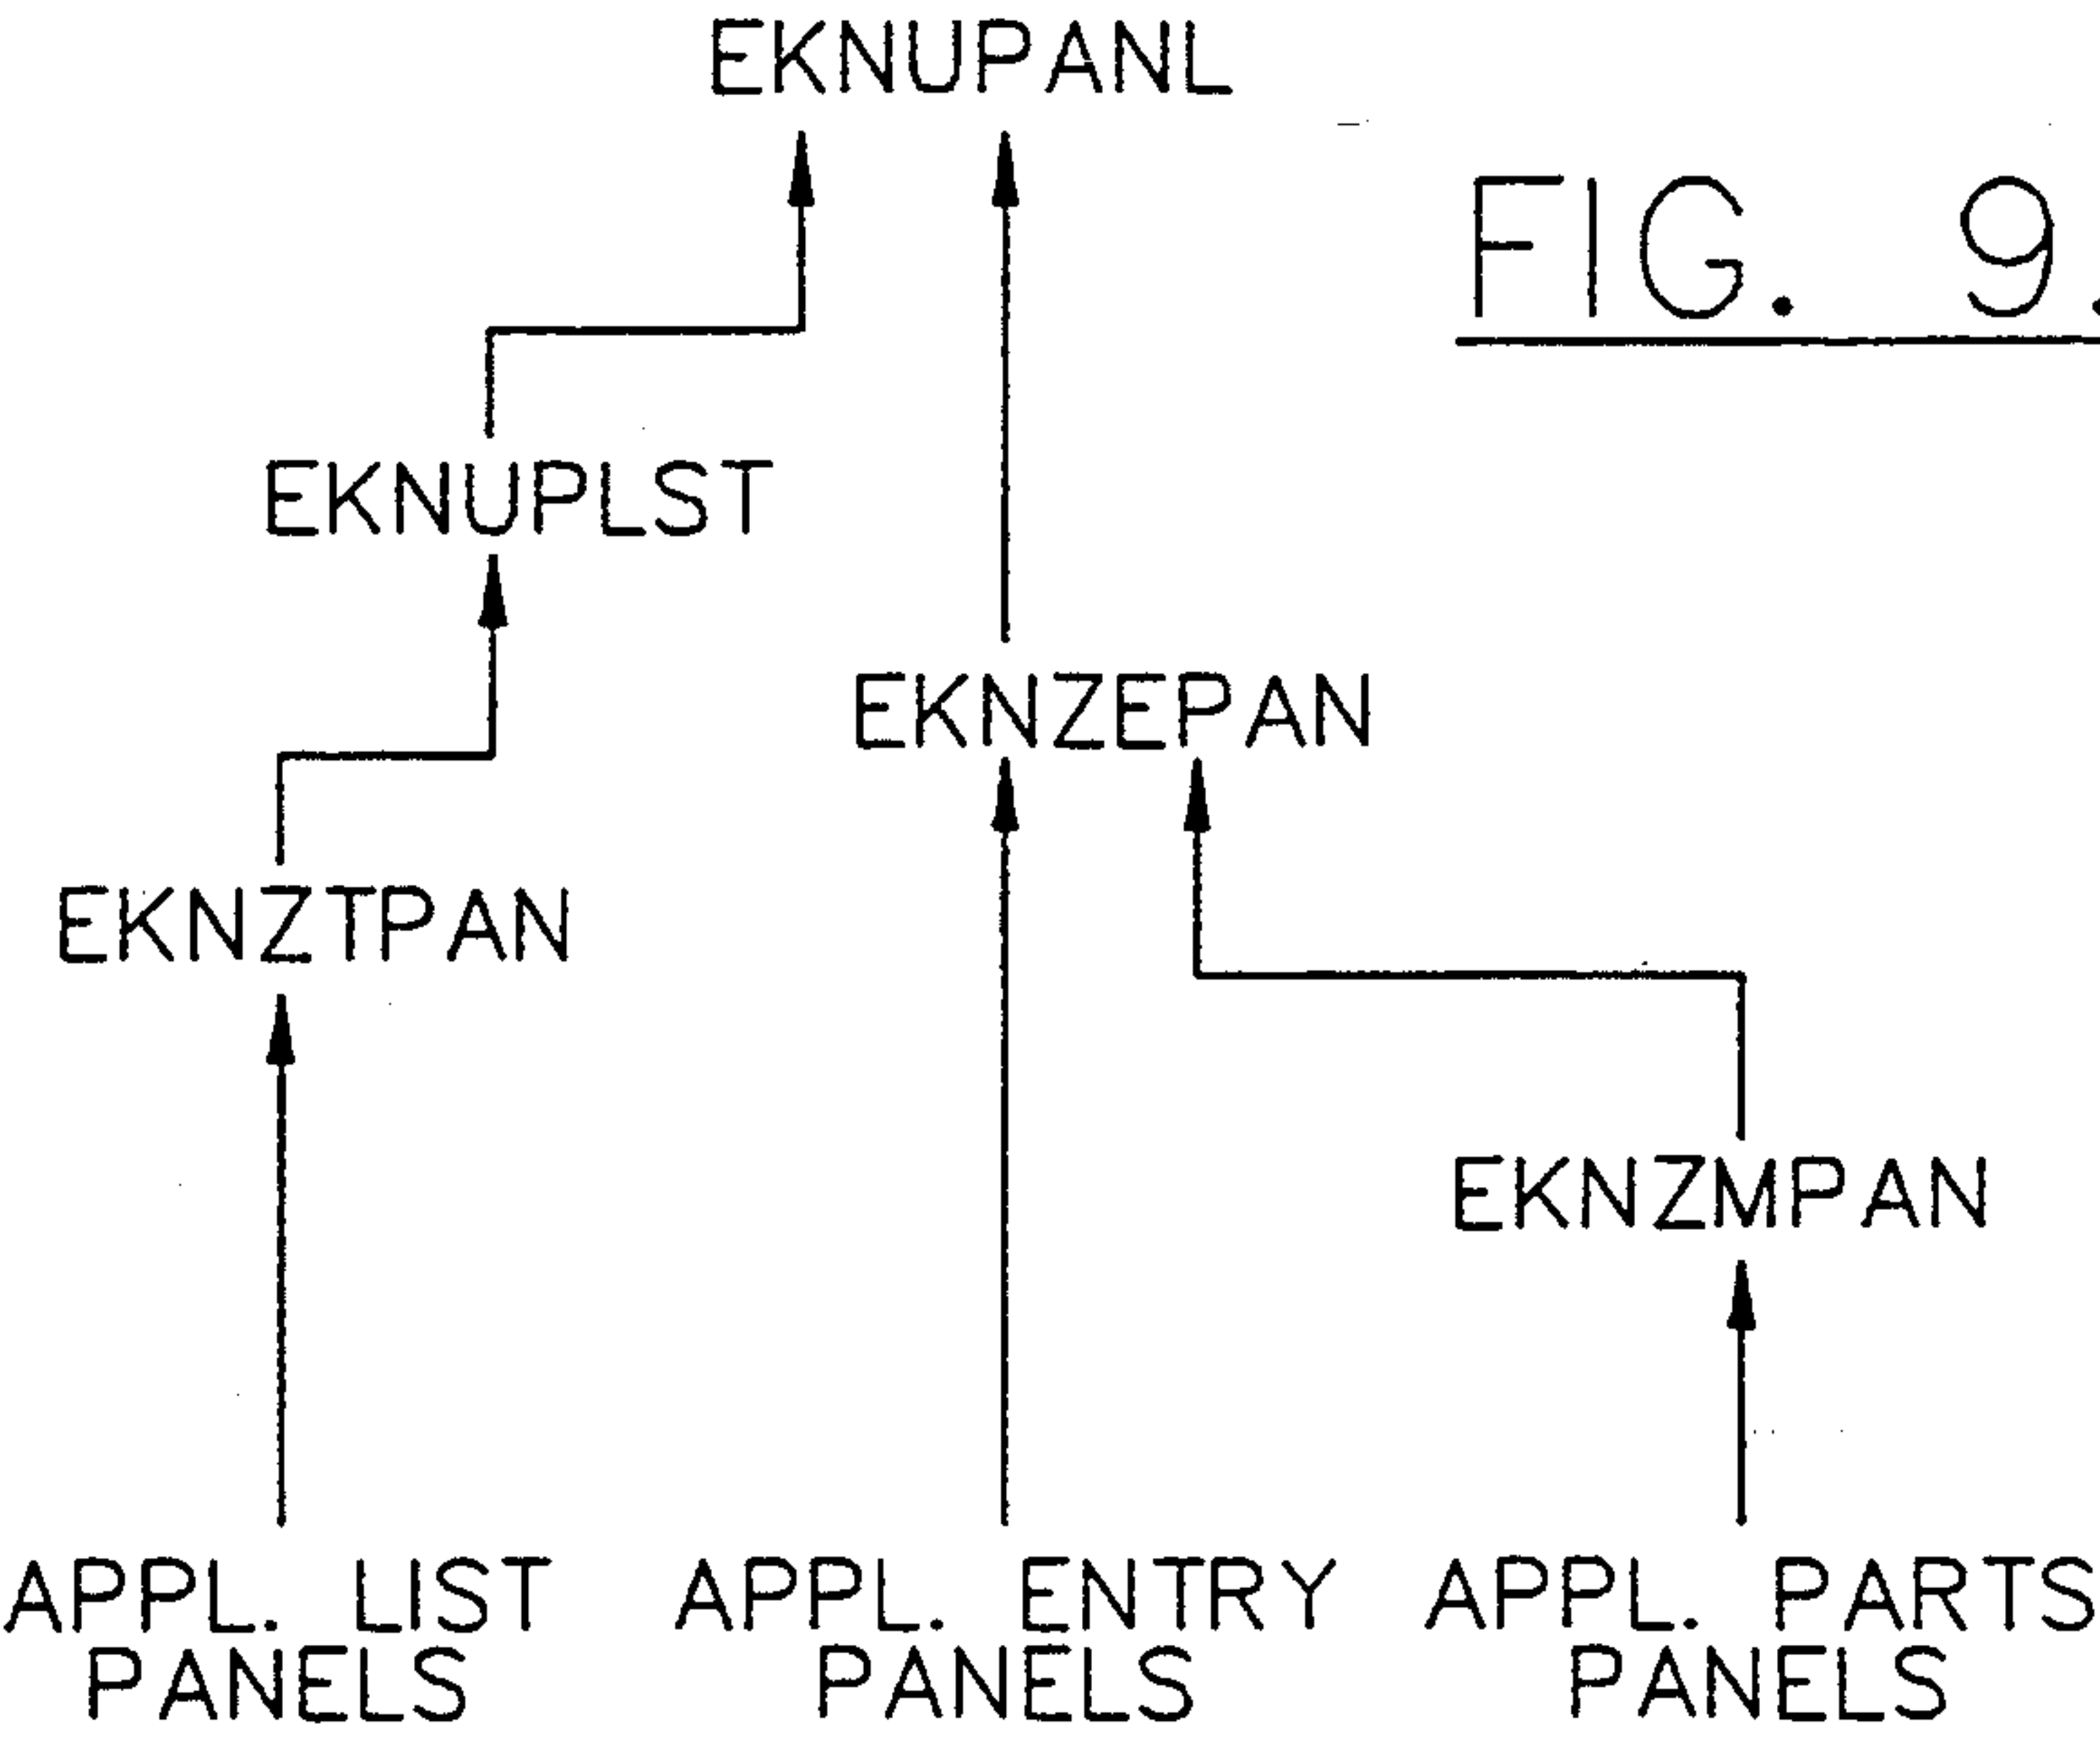 EKNUPANL
FIG. 9.
EKNUPLST
EKNZEPAN
EKNZTPAN
EKNZMPAN
APPL. LIST
PANELS
APPL. ENTRY
PANELS
APPL. PARTS
PANELS